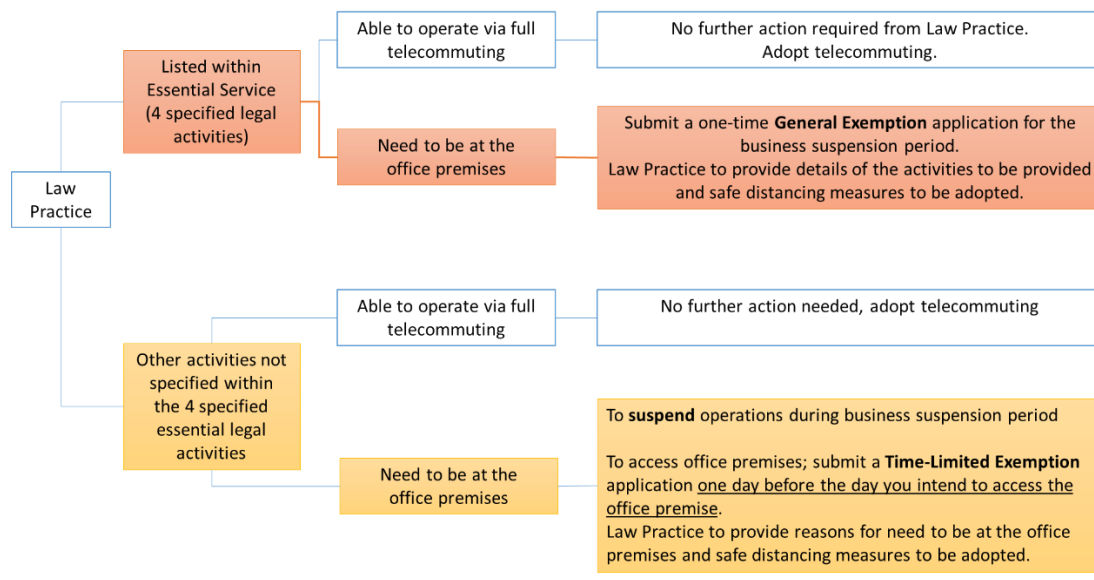 Law
Practice
Listed within
Essential Service
(4 specified legal
activities)
Able to operate via full
telecommuting
No further action required from Law Practice.
Adopt telecommuting.
Need to be at the
office premises
Submit a one-time General Exemption application for the
business suspension period.
Law Practice to provide details of the activities to be provided
and safe distancing measures to be adopted.
Other activities not
specified within
the 4 specified
essential legal
activities
Able to operate via full
telecommuting
No further action needed, adopt telecommuting
Need to be at the
office premises
To suspend operations during business suspension period
To access office premises; submit a Time-Limited Exemption
application one day before the day you intend to access the
office premise.
Law Practice to provide reasons for need to be at the office
premises and safe distancing measures to be adopted.